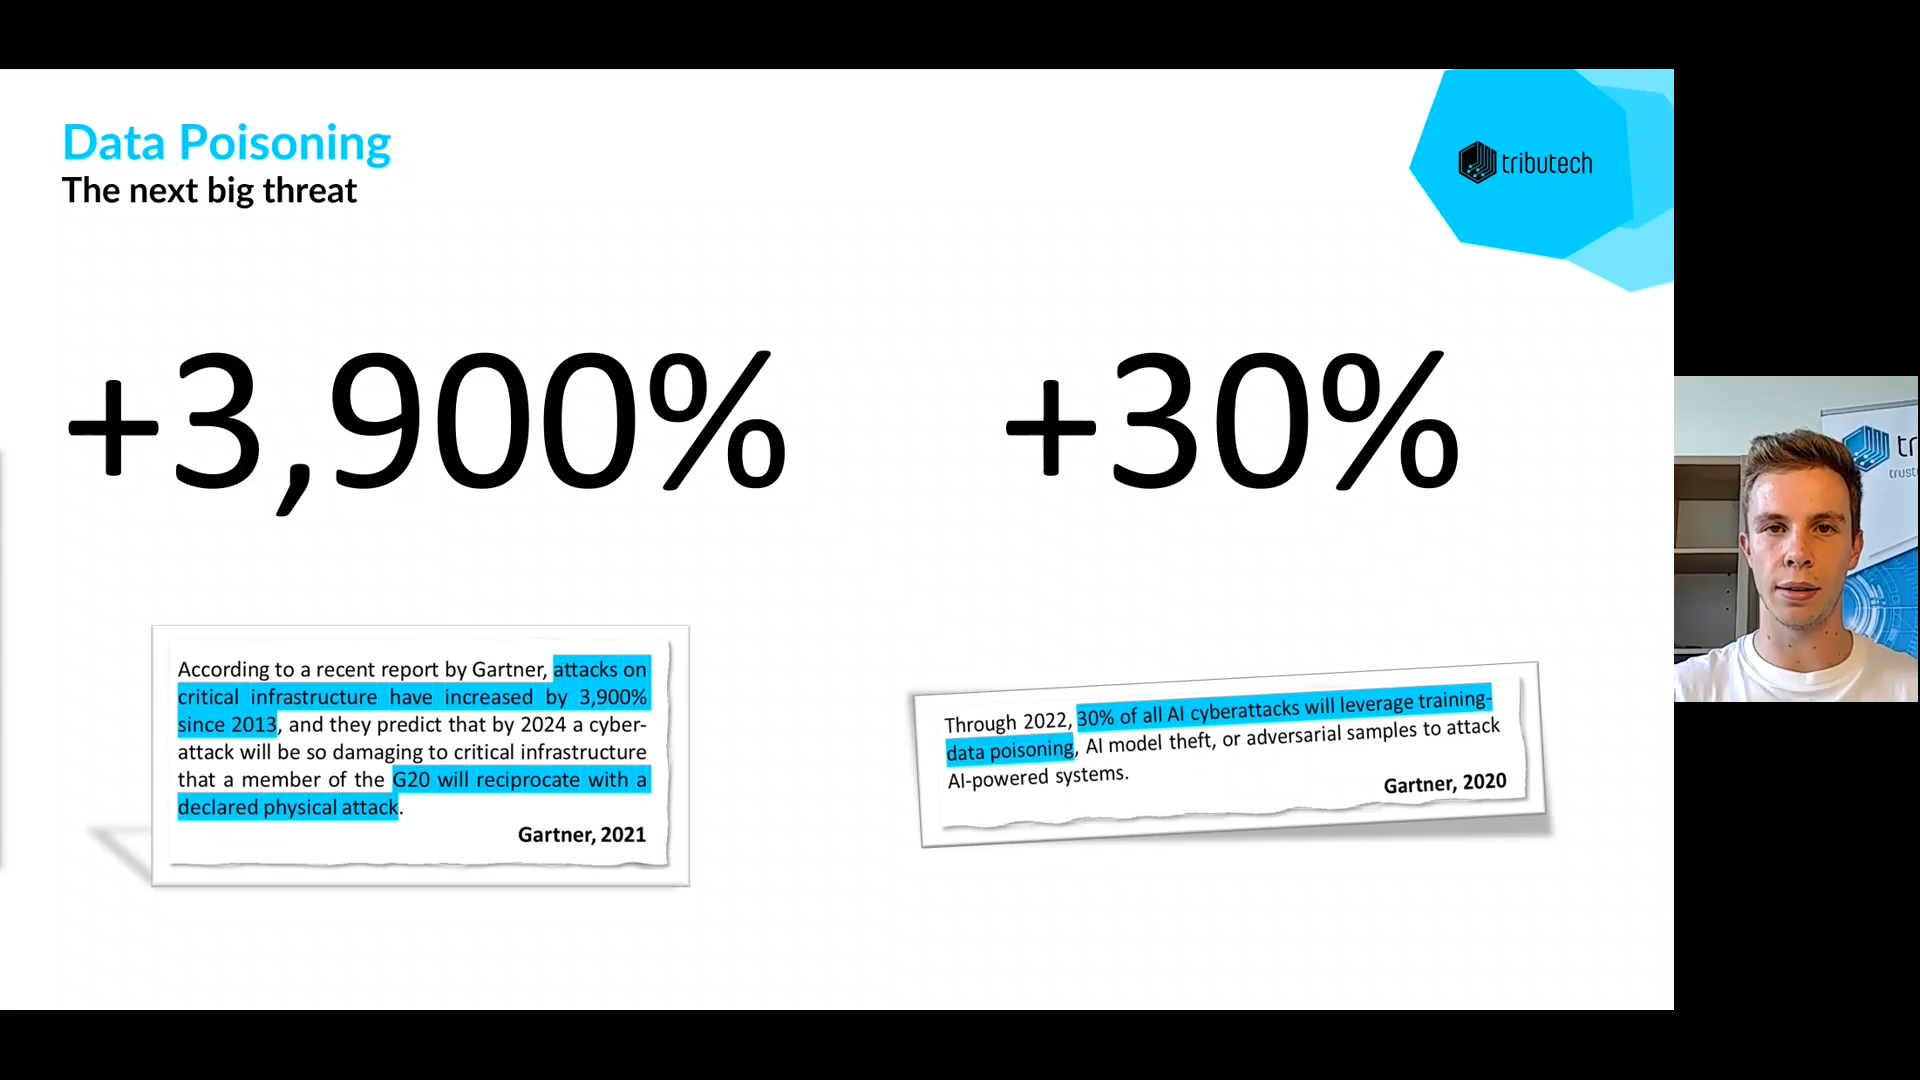 Data Poisoning
The next big threat
tributech
+3,900%
+30%
According to a recent report by Gartner, attacks on
critical infrastructure have increased by 3,900%
since 2013, and they predict that by 2024 a cyber-
attack will be so damaging to critical infrastructure
that a member of the G20 will reciprocate with a
declared physical attack.
Gartner, 2021
Through 2022, 30% of all AI cyberattacks will leverage training-
data poisoning, AI model theft, or adversarial samples to attack
AI-powered systems.
Gartner, 2020
tr
trust